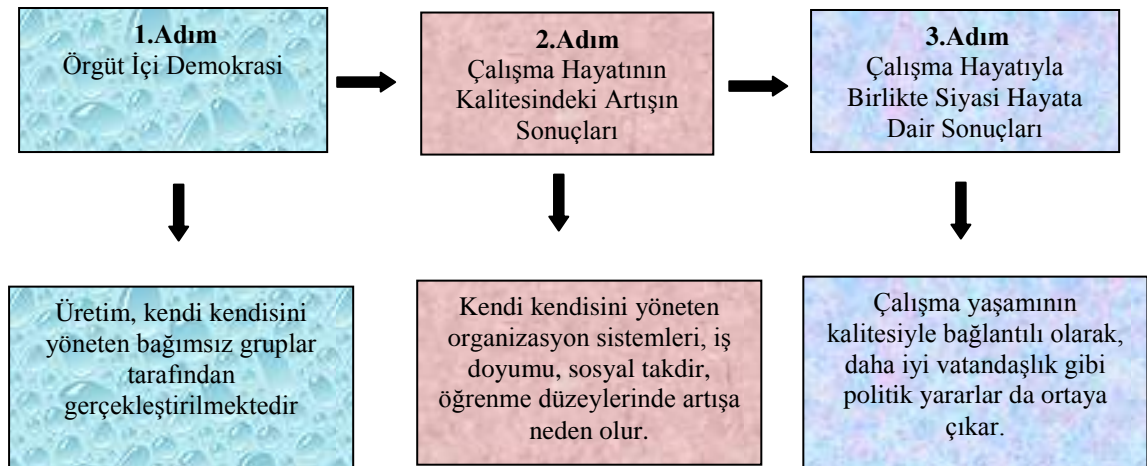 1.Adım
Örgüt İçi Demokrasi
2.Adım
Çalışma Hayatının
Kalitesindeki Artışın
Sonuçları
3.Adım
Çalışma Hayatıyla
Birlikte Siyasi Hayata
Dair Sonuçları
Üretim, kendi kendisini
yöneten bağımsız gruplar
tarafından
gerçekleştirilmektedir
Kendi kendisini yöneten
organizasyon sistemleri, iş
doyumu, sosyal takdir,
öğrenme düzeylerinde artışa
neden olur.
Çalışma yaşamının
kalitesiyle bağlantılı olarak,
daha iyi vatandaşlık gibi
politik yararlar da ortaya
çıkar.